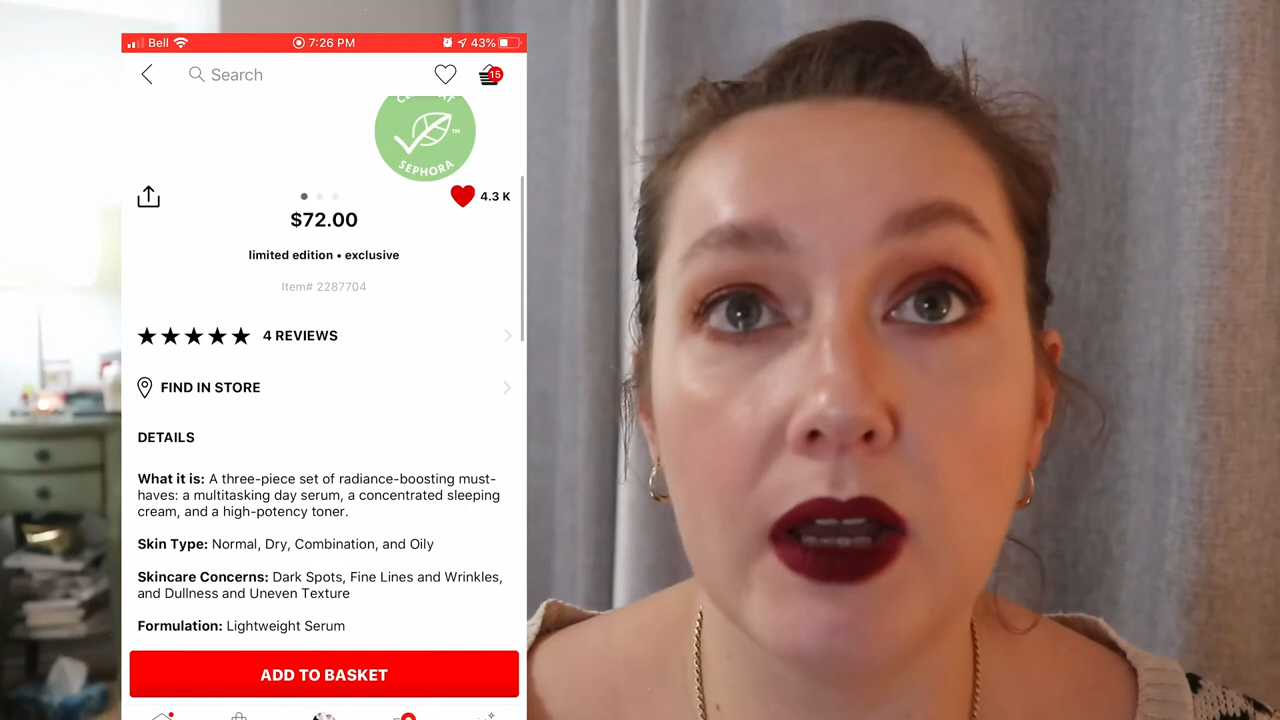 Bell 7:26 PM 43%
Search
15
SEPHORA
4.3 K
$72.00
limited edition • exclusive
Item# 2287704
4 REVIEWS
FIND IN STORE
DETAILS
What it is: A three-piece set of radiance-boosting must-
haves: a multitasking day serum, a concentrated sleeping
cream, and a high-potency toner.
Skin Type: Normal, Dry, Combination, and Oily
Skincare Concerns: Dark Spots, Fine Lines and Wrinkles,
and Dullness and Uneven Texture
Formulation: Lightweight Serum
ADD TO BASKET